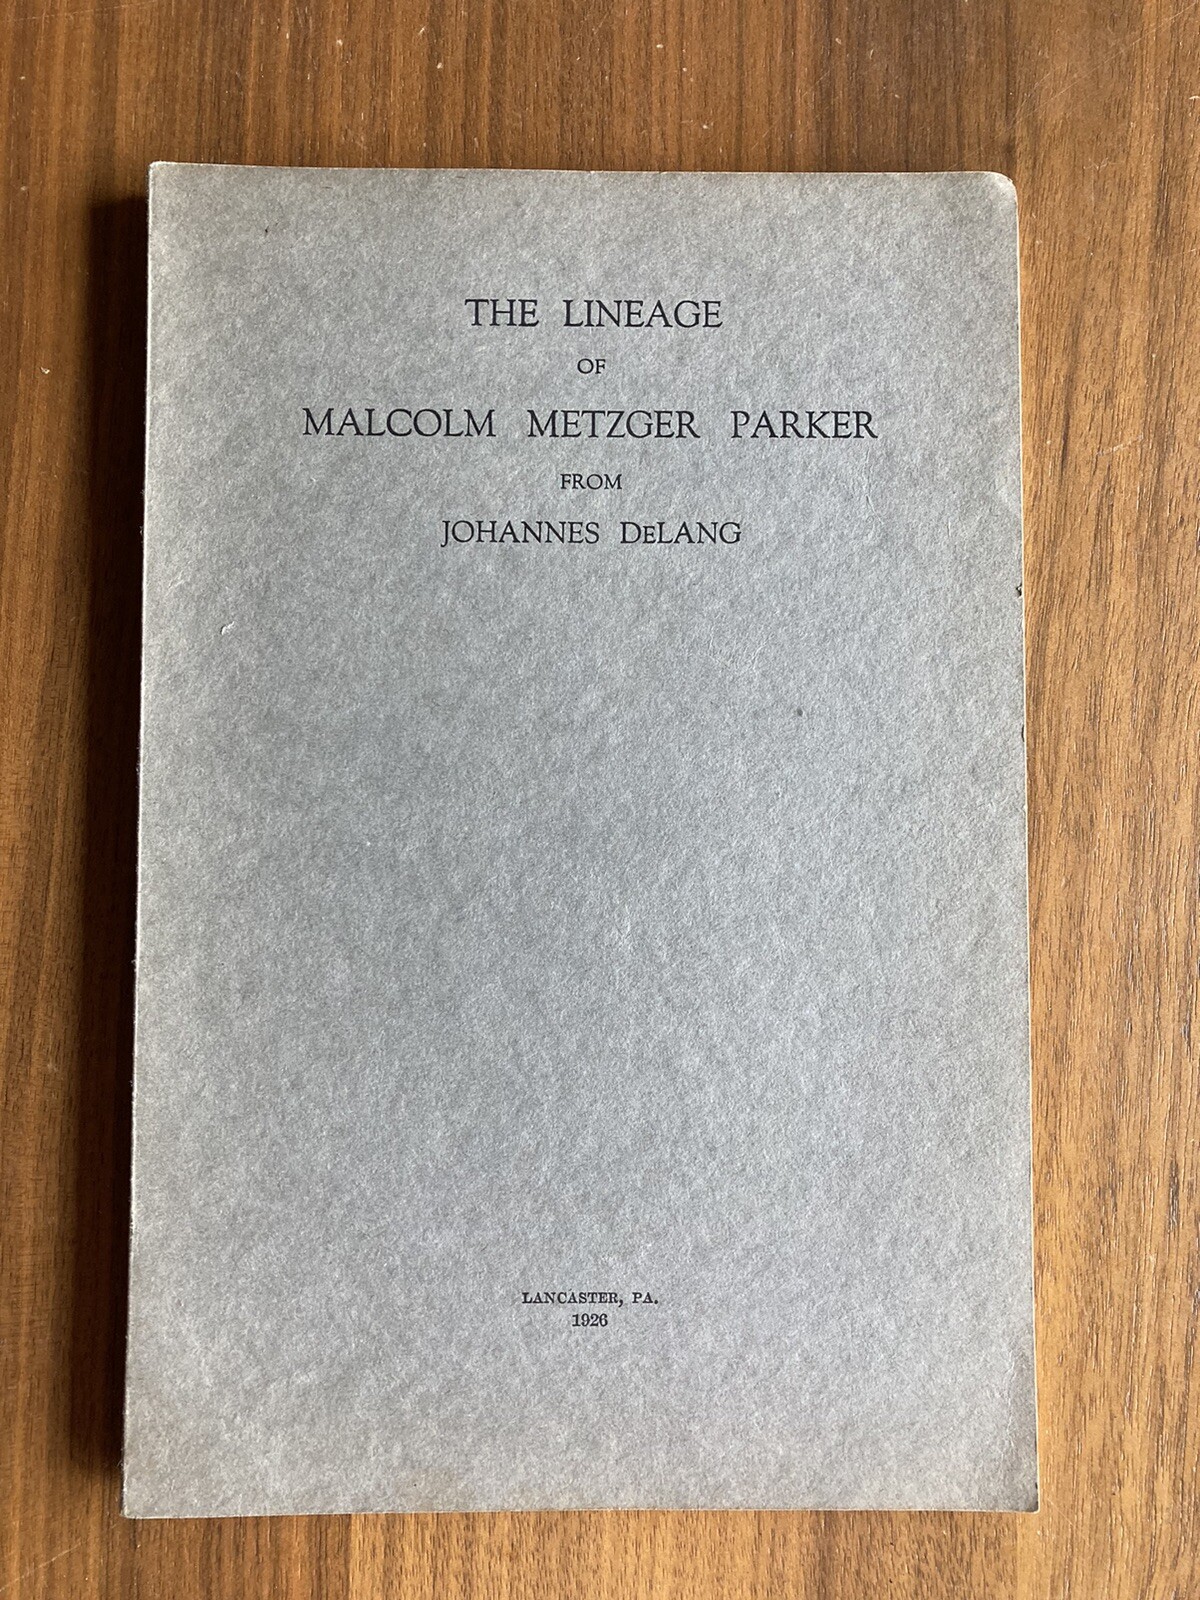 THE LINEAGE
OF
MALCOLM METZGER PARKER
FROM
JOHANNES DeLANG
LANCASTER, PA.
1926